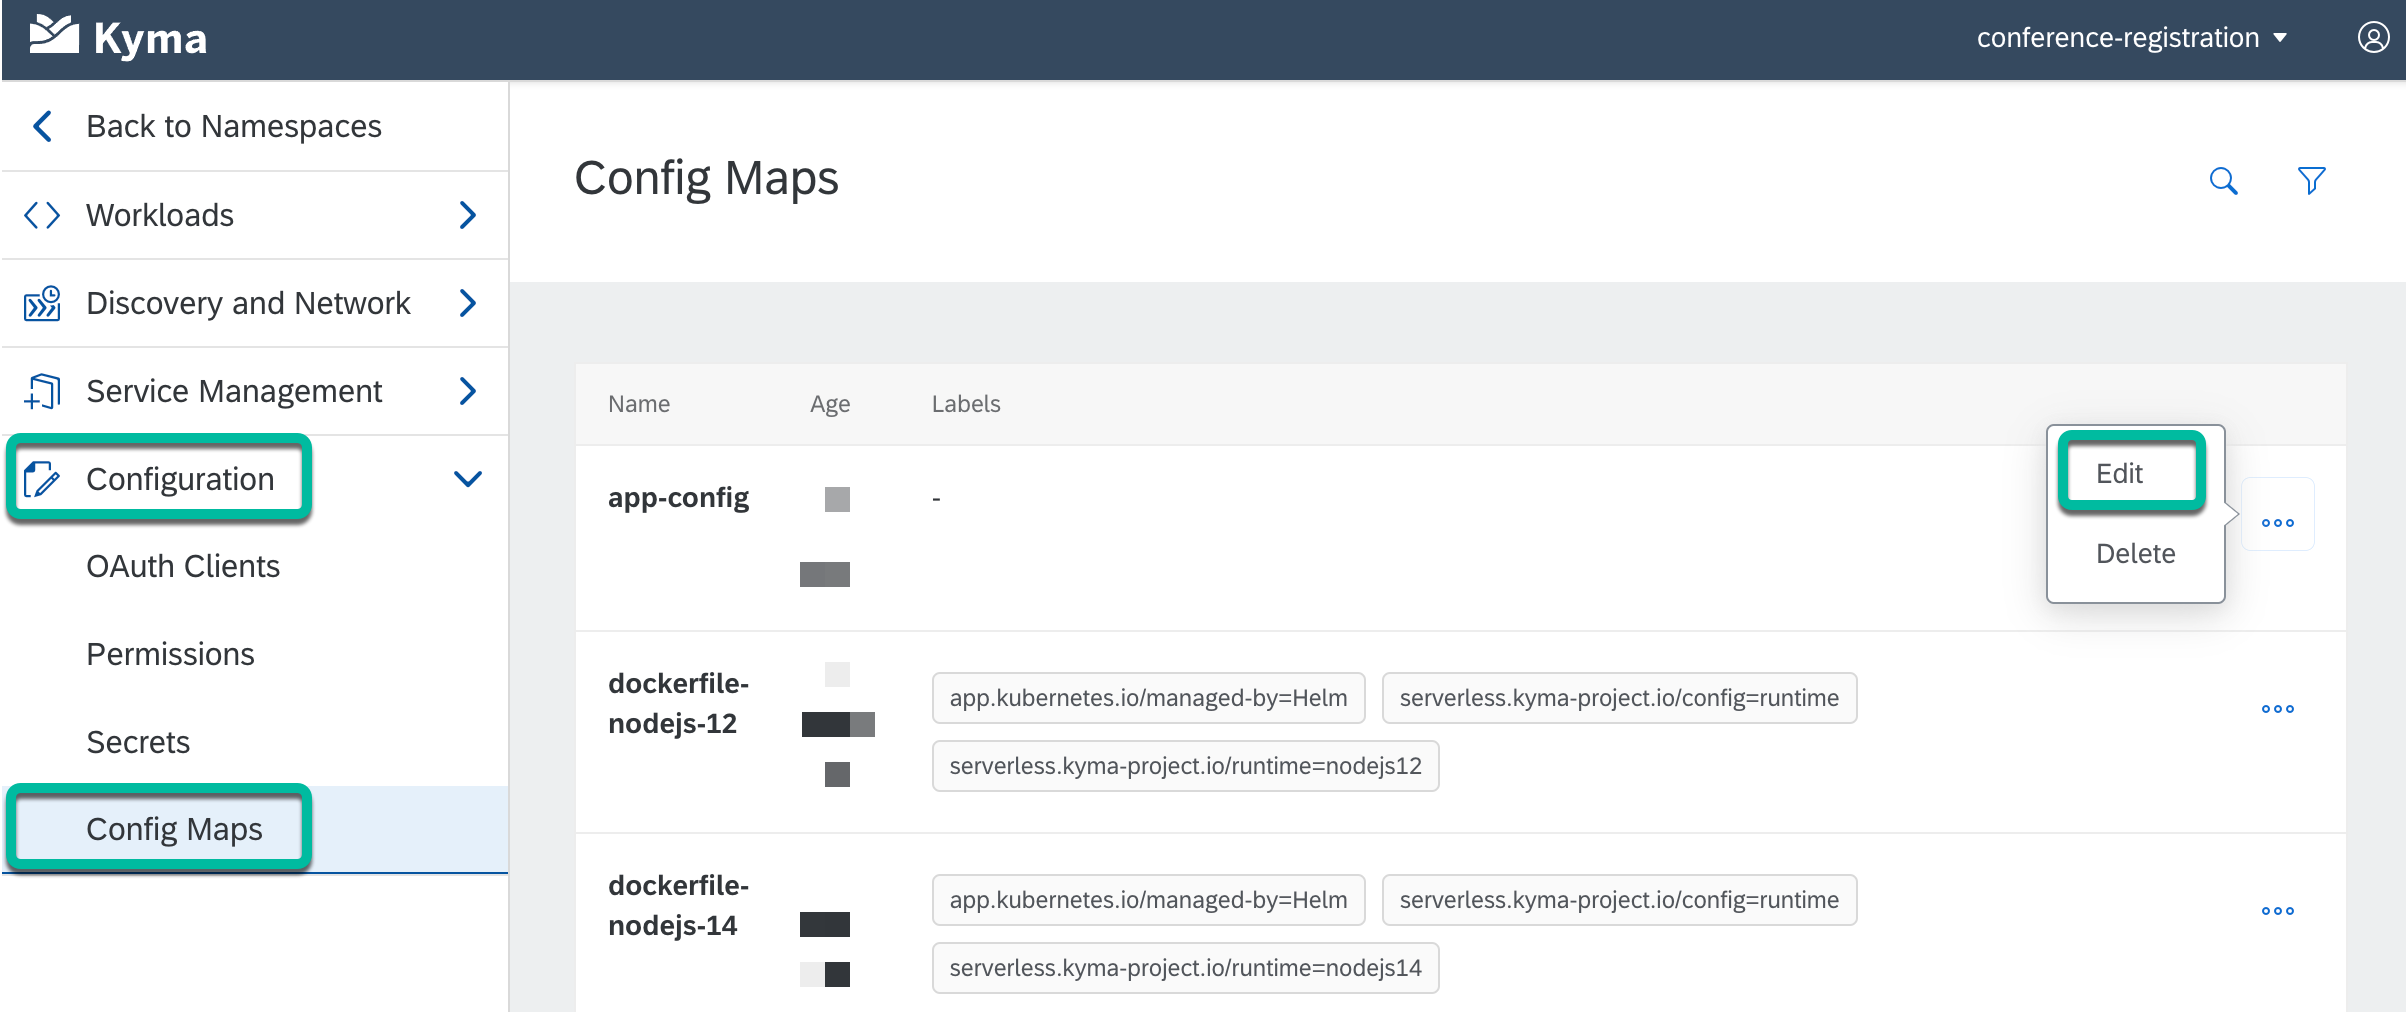 Kyma
conference-registration
Back to Namespaces
Workloads
Discovery and Network
Service Management
Configuration
OAuth Clients
Permissions
Secrets
Config Maps
Config Maps
Name Age Labels
app-config -
Edit
Delete
dockerfile-
nodejs-12
app.kubernetes.io/managed-by=Helm serverless.kyma-project.io/config=runtime
serverless.kyma-project.io/runtime=nodejs12
dockerfile-
nodejs-14
app.kubernetes.io/managed-by=Helm serverless.kyma-project.io/config=runtime
serverless.kyma-project.io/runtime=nodejs14